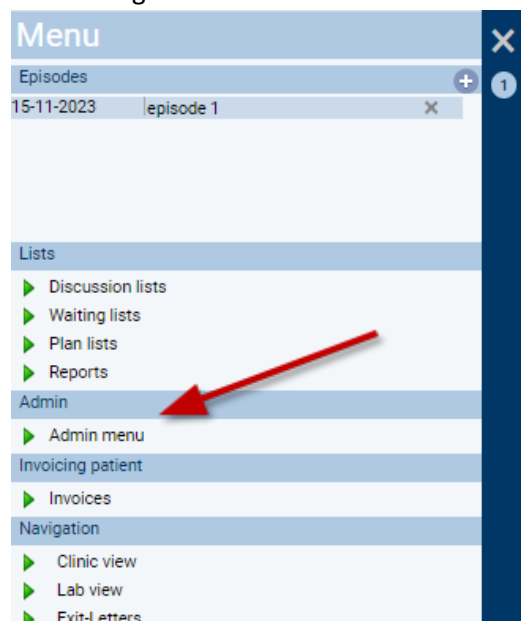 Menu
Episodes
1
15-11-2023 episode 1
Lists
Discussion lists
Waiting lists
Plan lists
Reports
Admin
Admin menu
Invoicing patient
Invoices
Navigation
Clinic view
Lab view
Exit-Letters